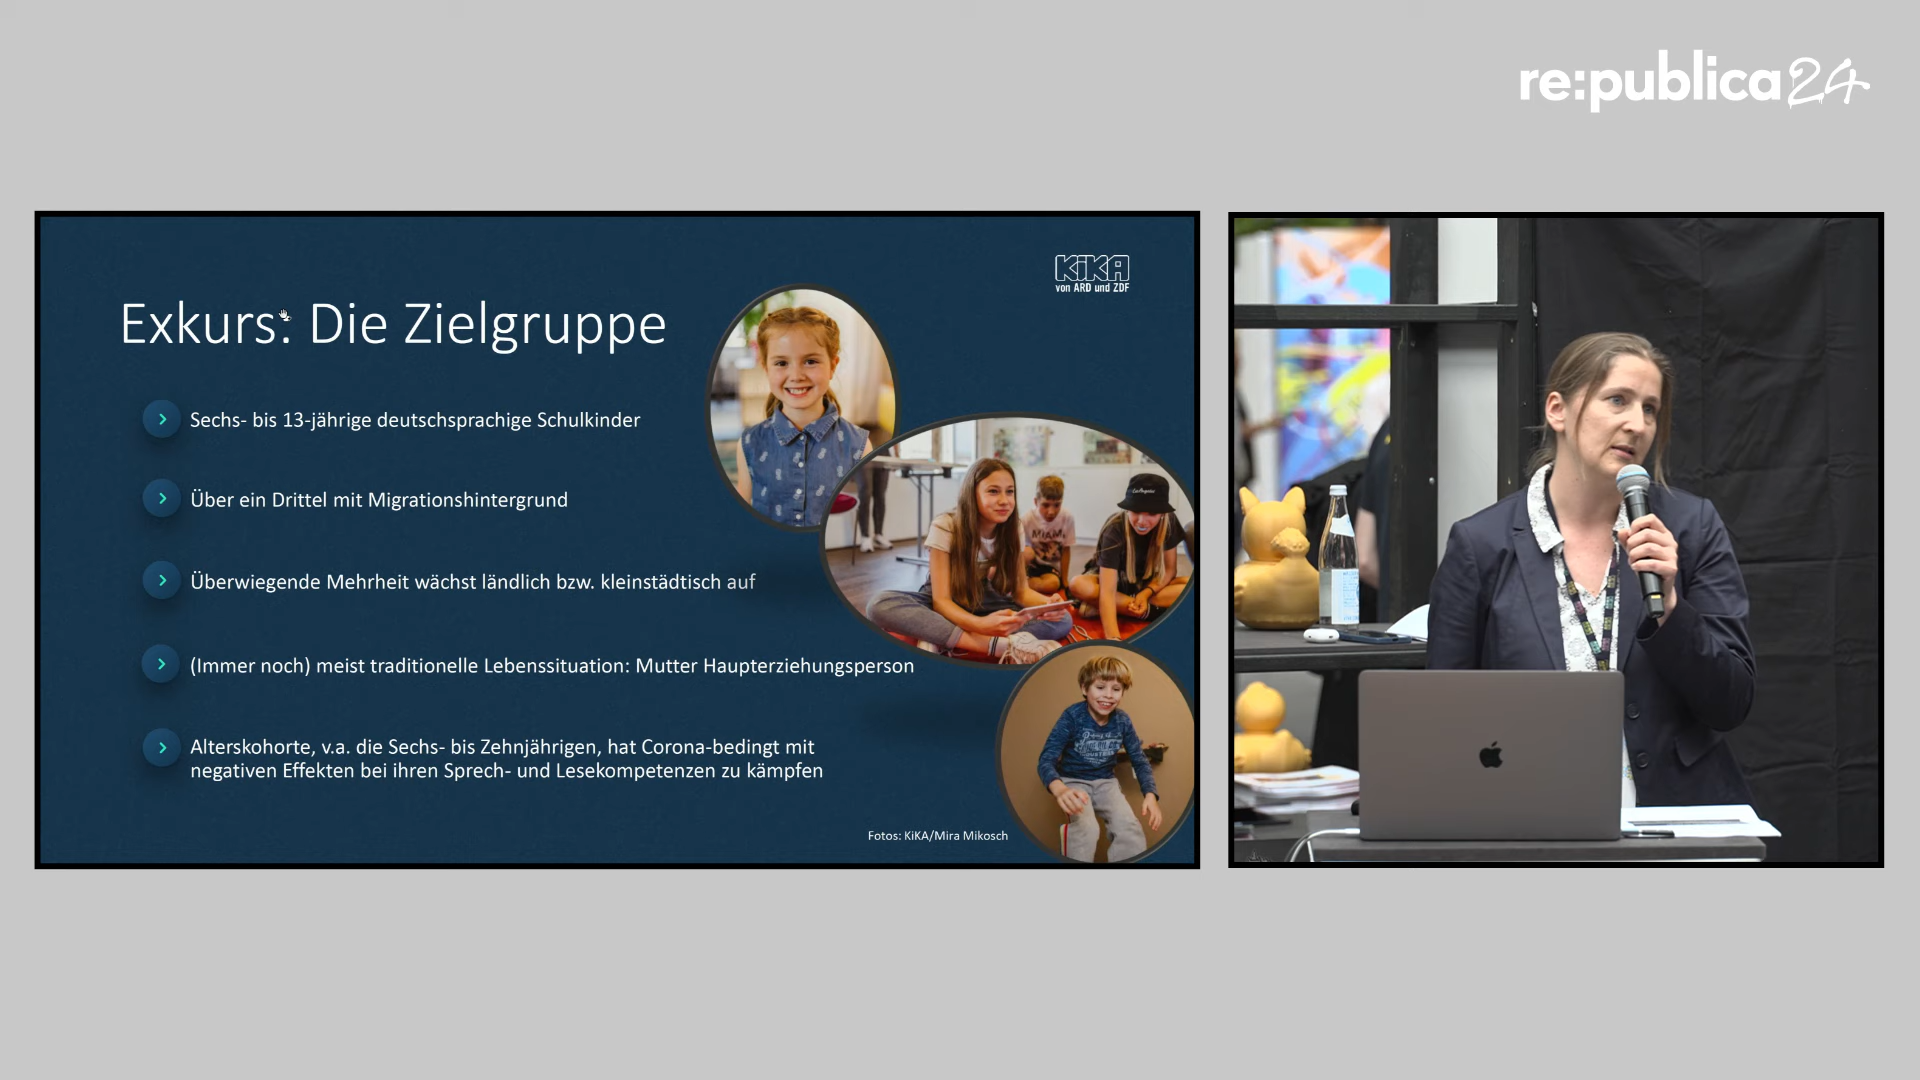 re:publica 24
KiKA
von ARD und ZDF
Exkurs: Die Zielgruppe
Sechs- bis 13-jährige deutschsprachige Schulkinder
Über ein Drittel mit Migrationshintergrund
Überwiegende Mehrheit wächst ländlich bzw. kleinstädtisch auf
(Immer noch) meist traditionelle Lebenssituation: Mutter Haupterziehungsperson
Alterskohorte, v.a. die Sechs- bis Zehnjährigen, hat Corona-bedingt mit
negativen Effekten bei ihren Sprech- und Lesekompetenzen zu kämpfen
Fotos: KiKA/Mira Mikosch